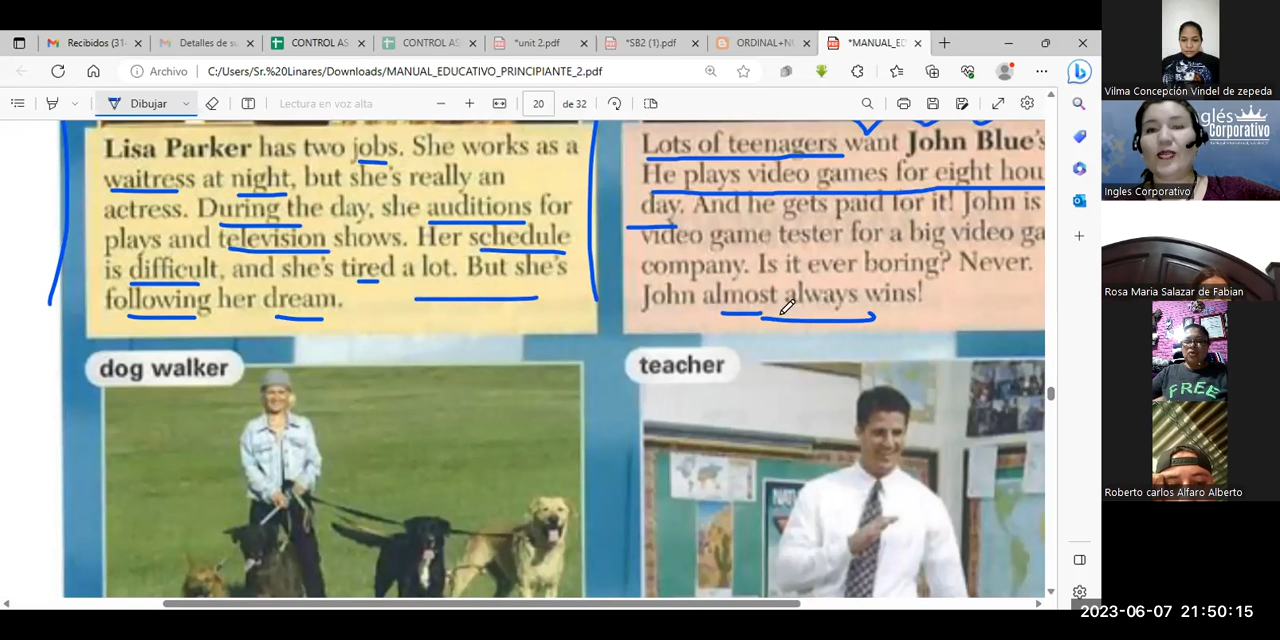 Recibidos (31-
Detalles de su
CONTROL AS
CONTROL AS
*unit 2.pdf
*SB2 (1).pdf
ORDINAL+N
*MANUAL_ED
Archivo
C:/Users/Sr.%20Linares/Downloads/MANUAL_EDUCATIVO_PRINCIPIANTE_2.pdf
Dibujar
Lectura en voz alta
20
de 32
Lisa Parker has two jobs. She works as a
waitress at night, but she's really an
actress. During the day, she auditions for
plays and television shows. Her schedule
is difficult, and she's tired a lot. But she's
following her dream.
Lots of teenagers want John Blue's
He plays video games for eight hou
day. And he gets paid for it! John is
video game tester for a big video ga
company. Is it ever boring? Never.
John almost always wins!
dog walker
teacher
NAT
Vilma Concepción Vindel de zepeda
glés
Corporativo
Ingles Corporativo
Rosa Maria Salazar de Fabian
FREE
Roberto carlos Alfaro Alberto
2023-06-07 21:50:15